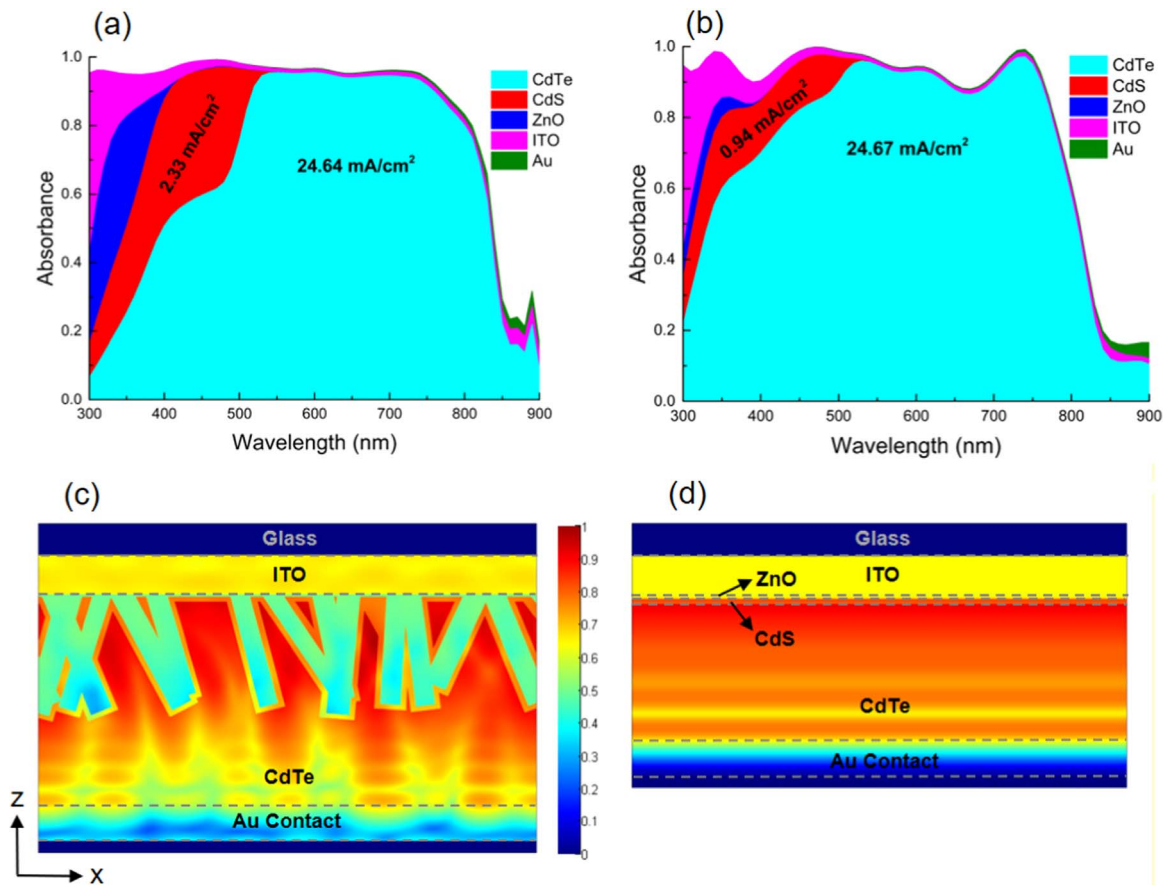 (a)
1.0
0.8
0.6
0.4
0.2
0.0
Absorbance
300 400 500 600 700 800 900
Wavelength (nm)
2.33 mA/cm²
24.64 mA/cm²
CdTe
CdS
ZnO
ITO
Au
(b)
1.0
0.8
0.6
0.4
0.2
0.0
Absorbance
300 400 500 600 700 800 900
Wavelength (nm)
0.94 mA/cm²
24.67 mA/cm²
CdTe
CdS
ZnO
ITO
Au
(c)
Glass
ITO
CdTe
Au Contact
Z
X
1
0.9
0.8
0.7
0.6
0.5
0.4
0.3
0.2
0.1
0
(d)
Glass
ZnO ITO
CdS
CdTe
Au Contact